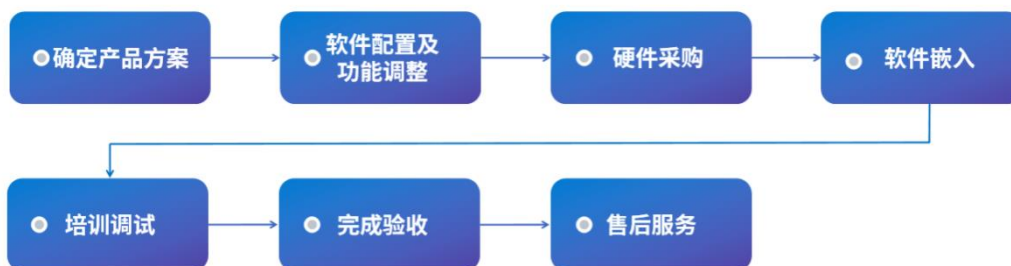 确定产品方案
软件配置及
功能调整
硬件采购
软件嵌入
培训调试
完成验收
售后服务